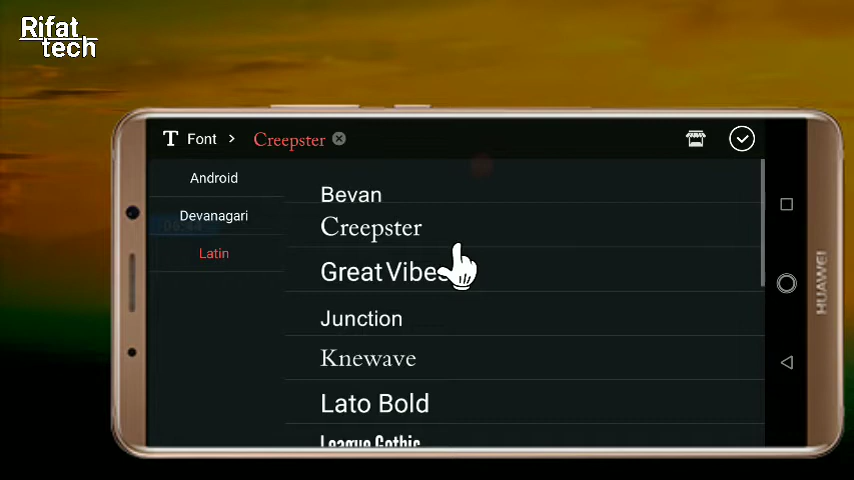 Rifat
tech
T Font > Creepster
Android
Devanagari
Latin
Bevan
Creepster
Great Vibes
Junction
Knewave
Lato Bold
League Gothic
HUAWEI